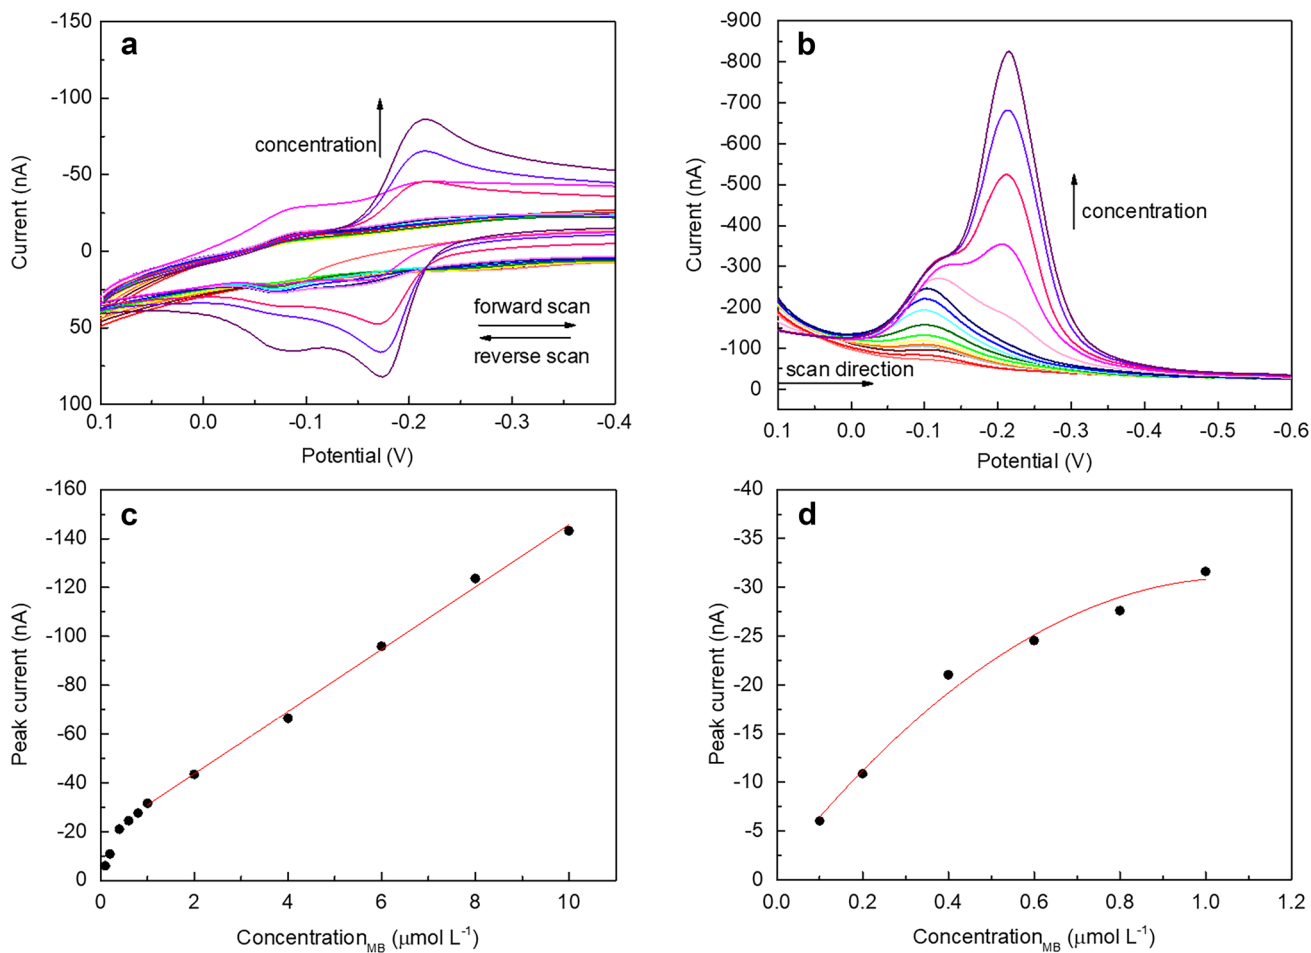 a
-150
-100
-50
0
50
100
Current (nA)
concentration
forward scan
reverse scan
0.1 0.0 -0.1 -0.2 -0.3 -0.4
Potential (V)
b
-900
-800
-700
-600
-500
-400
-300
-200
-100
0
Current (nA)
concentration
scan direction
0.1 0.0 -0.1 -0.2 -0.3 -0.4 -0.5 -0.6
Potential (V)
c
-160
-140
-120
-100
-80
-60
-40
-20
0
Peak current (nA)
0 2 4 6 8 10
Concentration_MB (μmol L⁻¹)
d
-40
-35
-30
-25
-20
-15
-10
-5
0
Peak current (nA)
0.0 0.2 0.4 0.6 0.8 1.0 1.2
Concentration_MB (μmol L⁻¹)